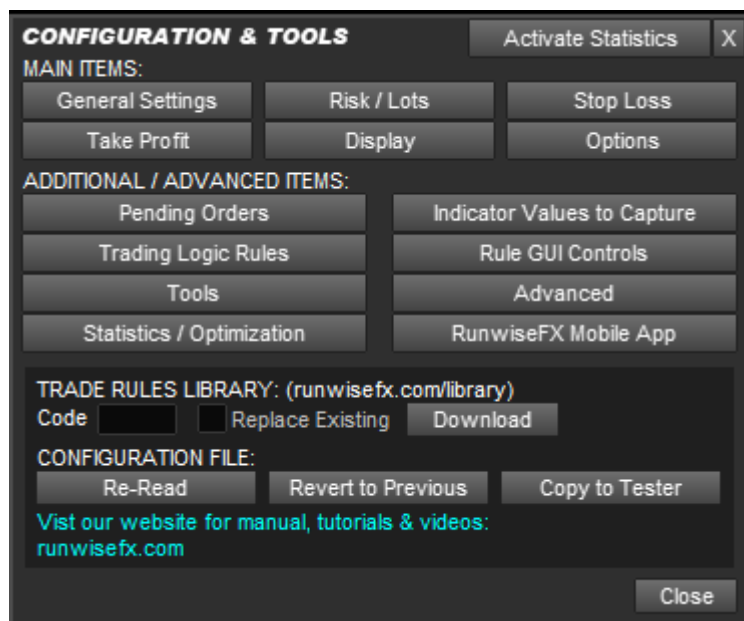 CONFIGURATION & TOOLS Activate Statistics X
MAIN ITEMS:
General Settings Risk / Lots Stop Loss
Take Profit Display Options
ADDITIONAL / ADVANCED ITEMS:
Pending Orders Indicator Values to Capture
Trading Logic Rules Rule GUI Controls
Tools Advanced
Statistics / Optimization RunwiseFX Mobile App
TRADE RULES LIBRARY: (runwisefx.com/library)
Code Replace Existing Download
CONFIGURATION FILE:
Re-Read Revert to Previous Copy to Tester
Vist our website for manual, tutorials & videos:
runwisefx.com
Close